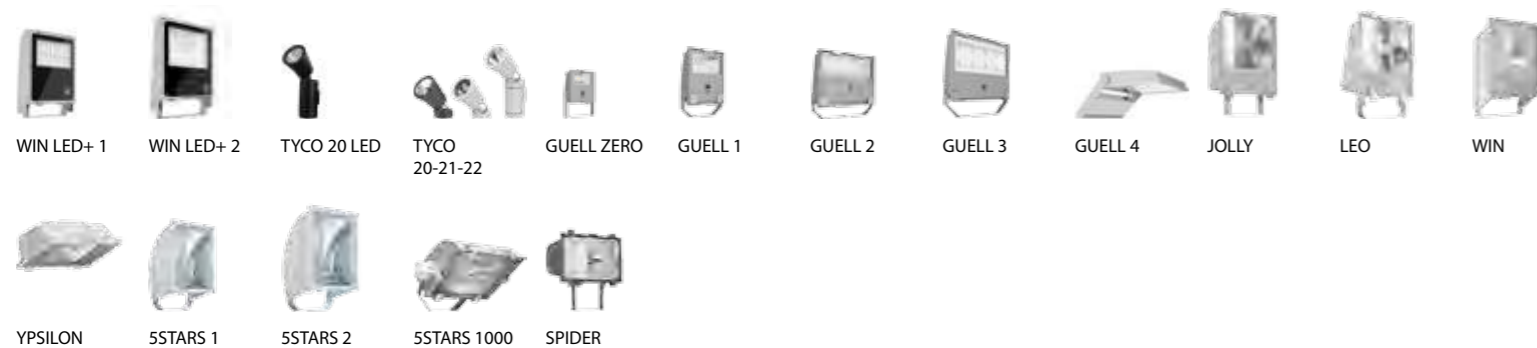 WIN LED+ 1
WIN LED+ 2
TYCO 20 LED
TYCO
20-21-22
GUELL ZERO
GUELL 1
GUELL 2
GUELL 3
GUELL 4
JOLLY
LEO
WIN
YPSILON
5STARS 1
5STARS 2
5STARS 1000
SPIDER